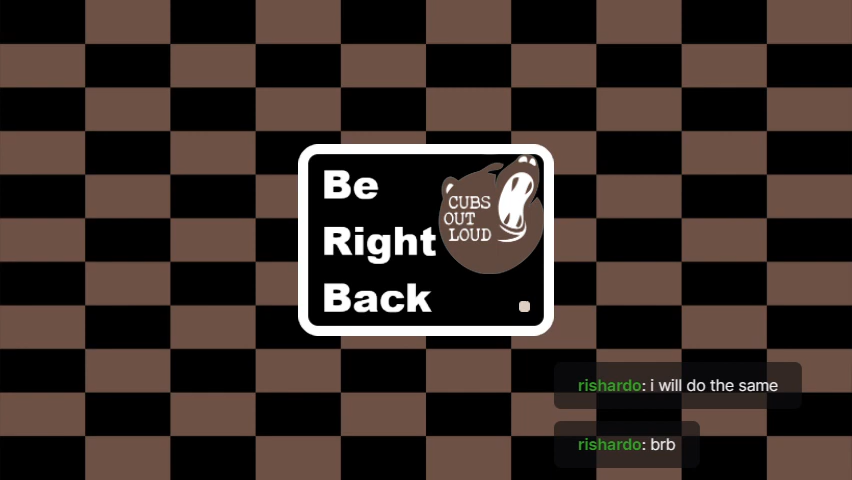 Be
Right
Back
CUBS
OUT
LOUD
rishardo: i will do the same
rishardo: brb